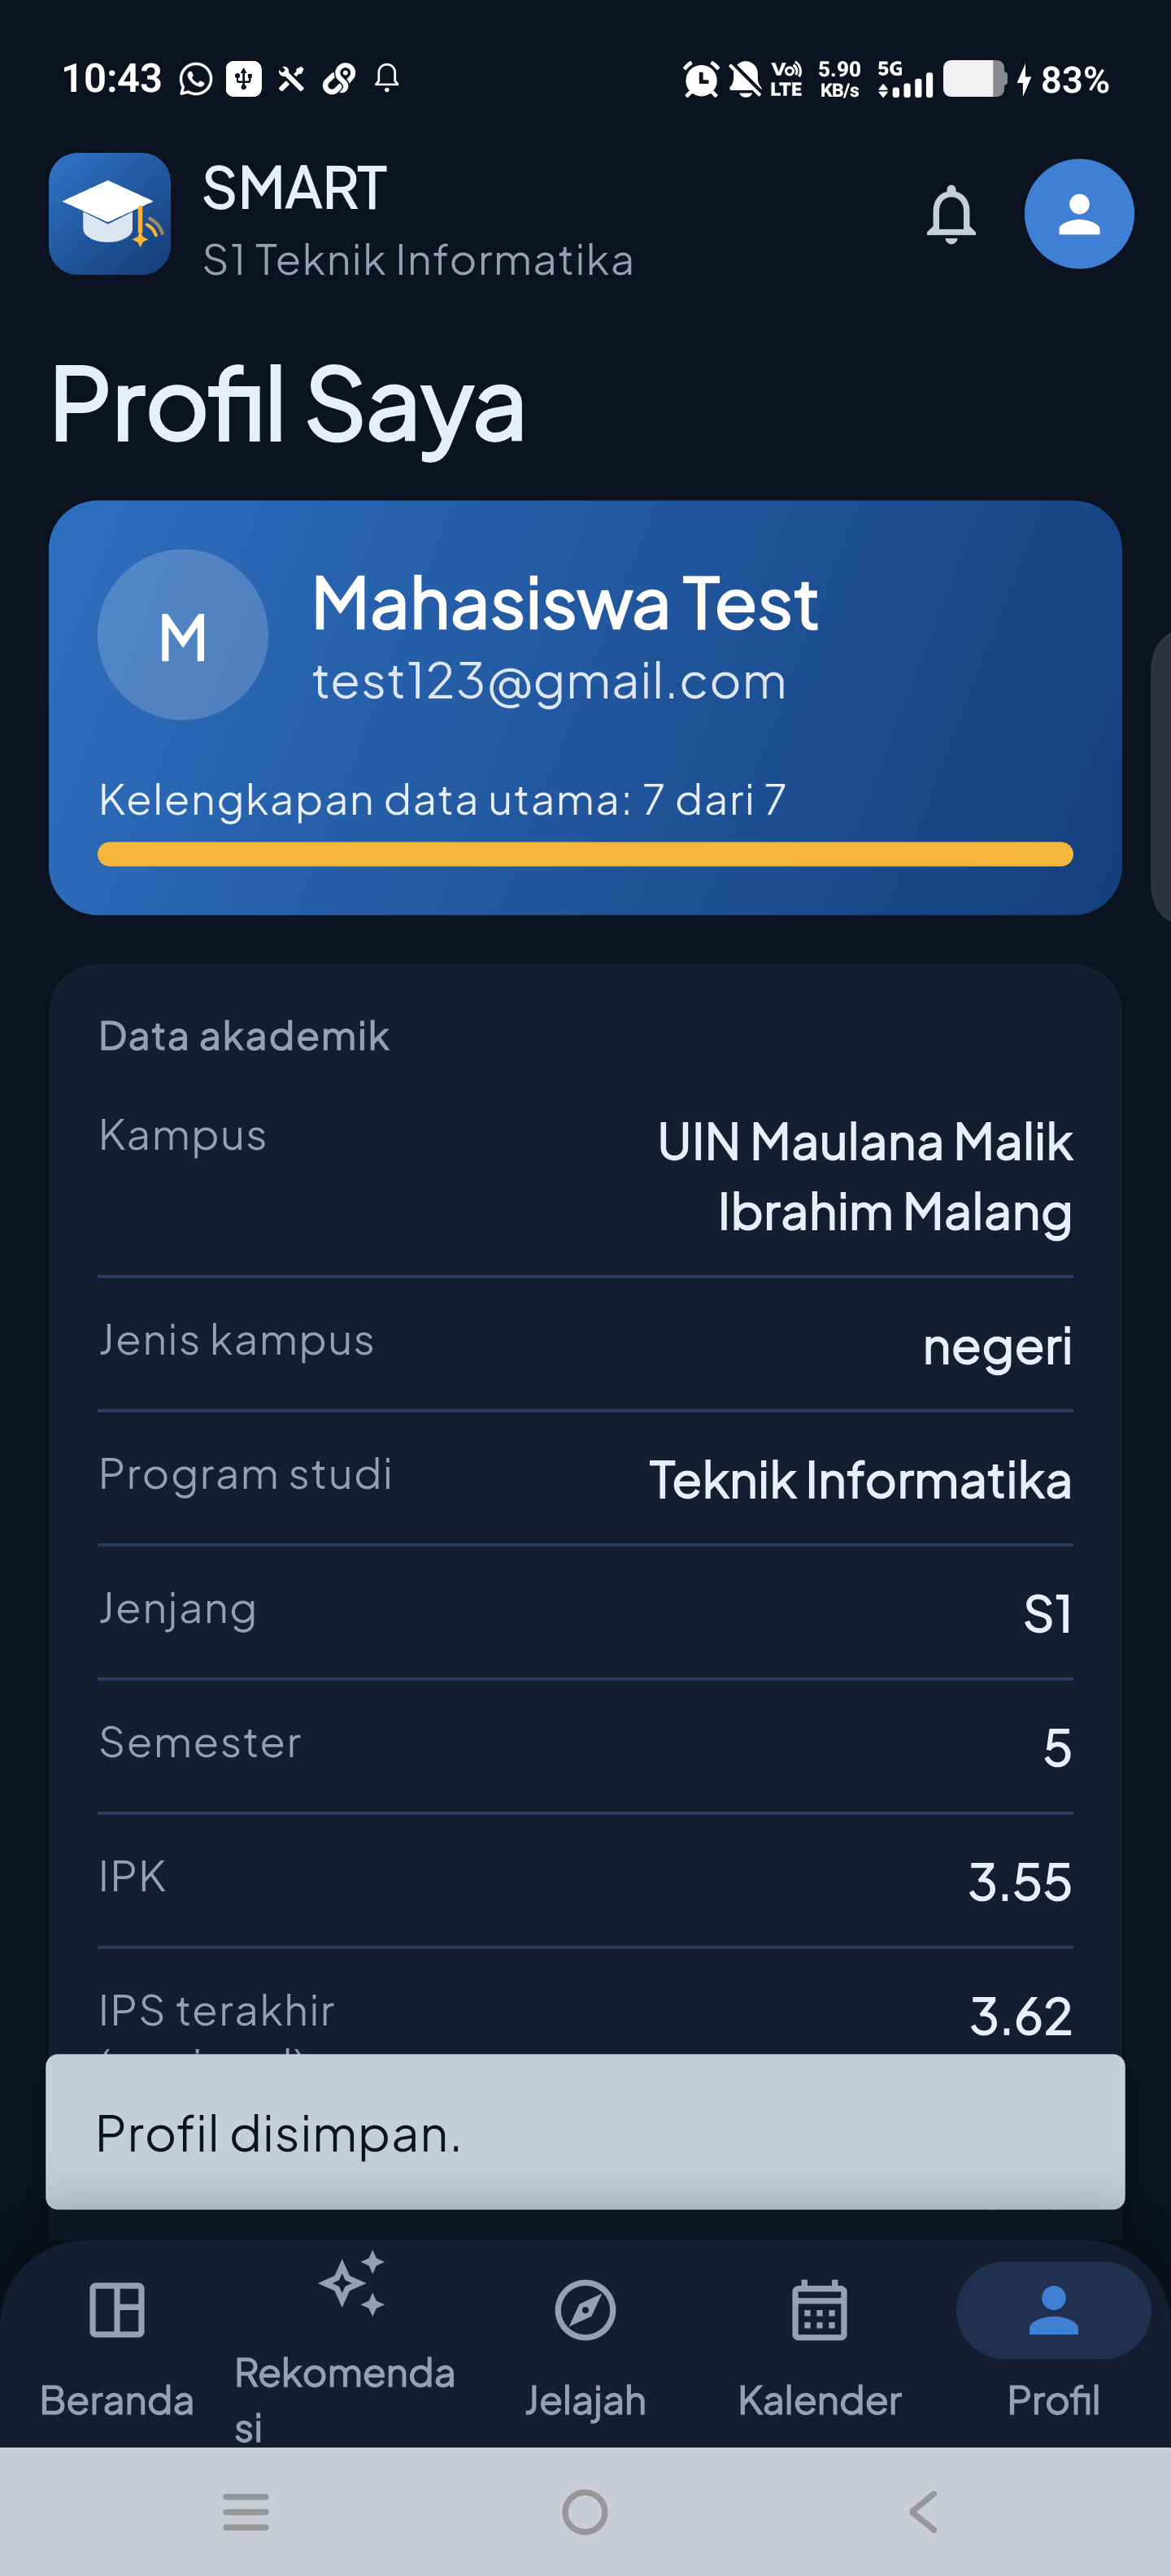 10:43
Vo)) LTE
5.90 KB/s
5G
83%
SMART
S1 Teknik Informatika
Profil Saya
M
Mahasiswa Test
test123@gmail.com
Kelengkapan data utama: 7 dari 7
Data akademik
Kampus
UIN Maulana Malik
Ibrahim Malang
Jenis kampus
negeri
Program studi
Teknik Informatika
Jenjang
S1
Semester
5
IPK
3.55
IPS terakhir
3.62
Profil disimpan.
Beranda
Rekomenda
si
Jelajah
Kalender
Profil